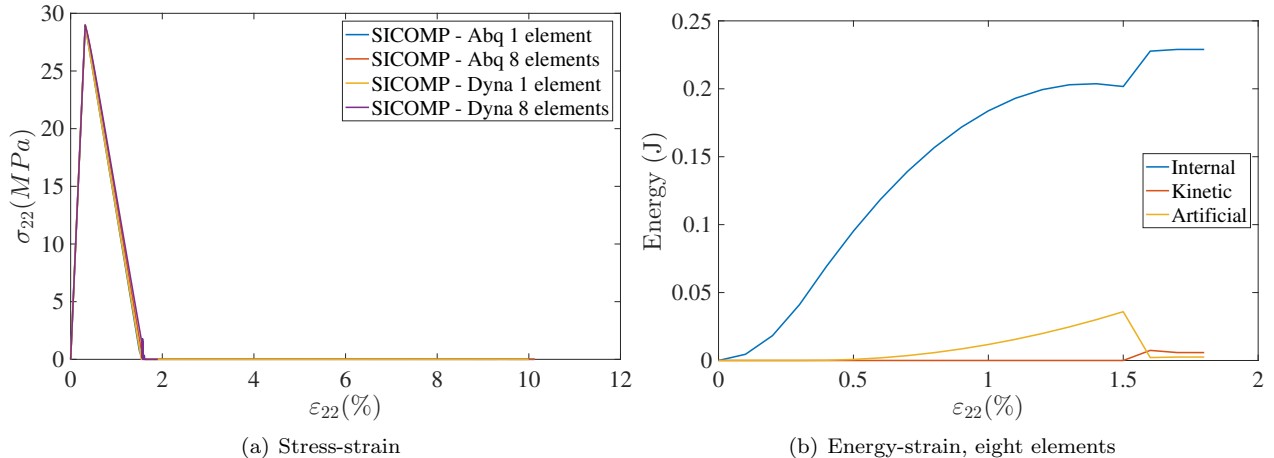 30
25
20
15
10
5
0
σ22(MPa)
SICOMP - Abq 1 element
SICOMP - Abq 8 elements
SICOMP - Dyna 1 element
SICOMP - Dyna 8 elements
0 2 4 6 8 10 12
ε22(%)
(a) Stress-strain
0.25
0.2
0.15
0.1
0.05
0
Energy (J)
Internal
Kinetic
Artificial
0 0.5 1 1.5 2
ε22(%)
(b) Energy-strain, eight elements